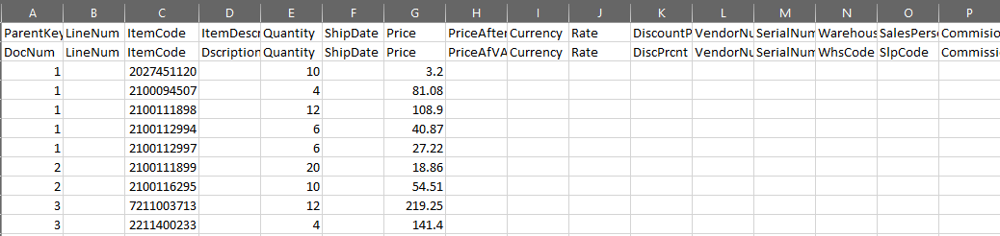 A B C D E F G H I J K L M N O P
ParentKey LineNum ItemCode ItemDescr Quantity ShipDate Price PriceAfter Currency Rate DiscountP VendorNu SerialNum Warehous SalesPerso Commision
DocNum LineNum ItemCode Dscription Quantity ShipDate Price PriceAfVA Currency Rate DiscPrcnt VendorNu SerialNum WhsCode SlpCode Commissi
1 2027451120 10 3.2
1 2100094507 4 81.08
1 2100111898 12 108.9
1 2100112994 6 40.87
1 2100112997 6 27.22
2 2100111899 20 18.86
2 2100116295 10 54.51
3 7211003713 12 219.25
3 2211400233 4 141.4